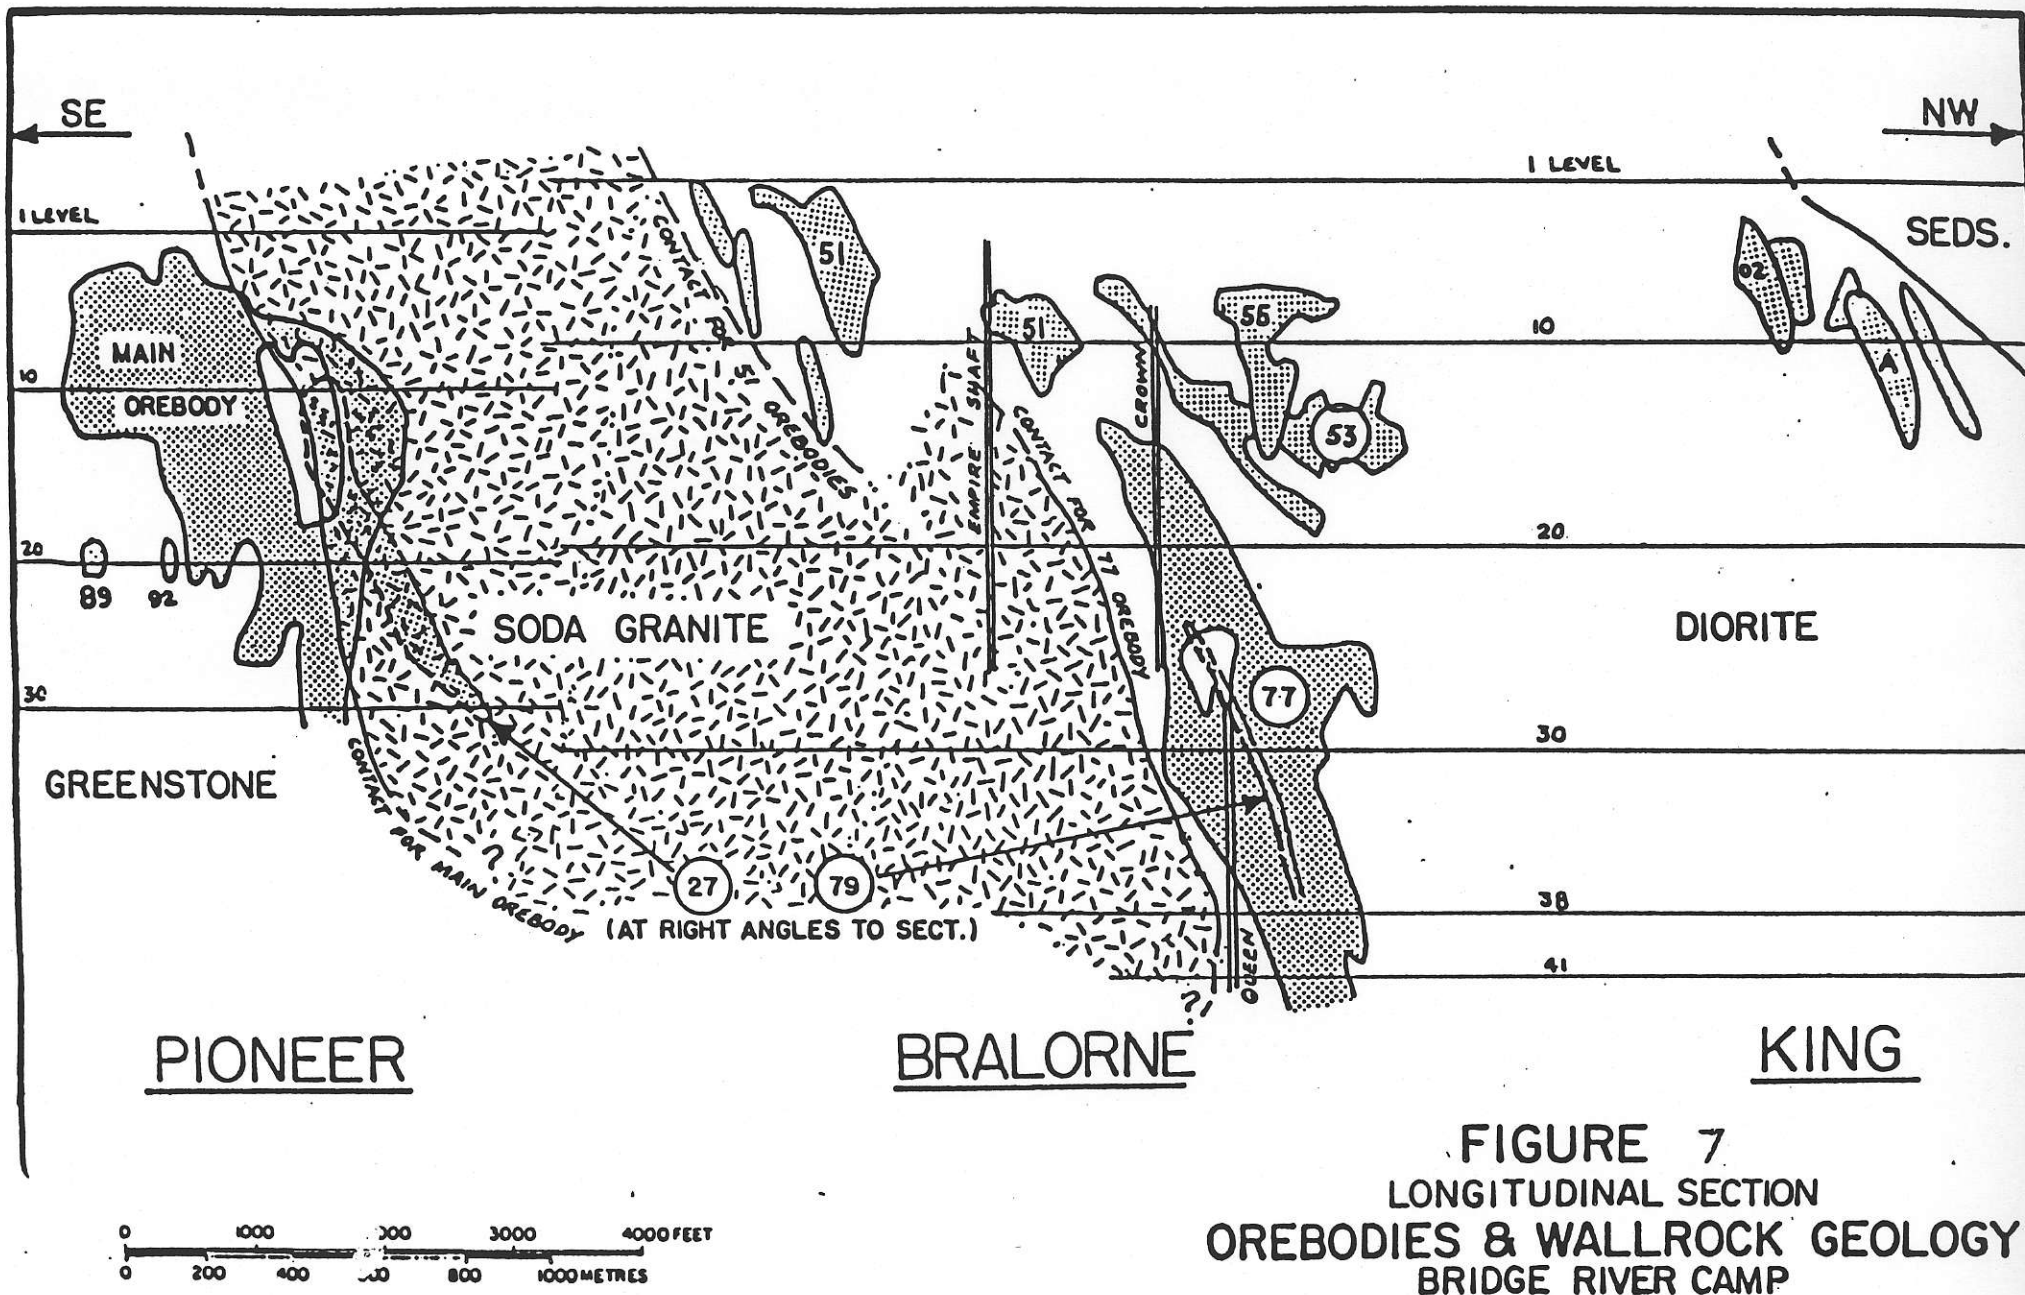 SE
NW
1 LEVEL
1 LEVEL
SEDS.
CONTACT FOR 51 OREBODIES
51
51
55
02
10
MAIN
OREBODY
10
A
EMPIRE SHAFT
CROWN
53
CONTACT FOR 77 OREBODY
20
20
89
92
SODA GRANITE
DIORITE
30
77
30
GREENSTONE
CONTACT FOR MAIN OREBODY
?
27
79
(AT RIGHT ANGLES TO SECT.)
38
41
QUEEN
?
PIONEER
BRALORNE
KING
FIGURE 7
LONGITUDINAL SECTION
OREBODIES & WALLROCK GEOLOGY
BRIDGE RIVER CAMP
0 1000 3000 4000 FEET
0 200 400 800 1000 METRES